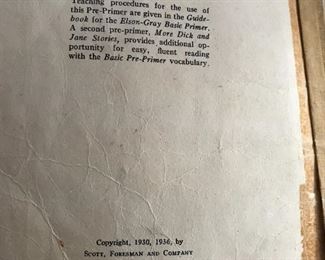 Teaching procedures for the use of
this Pre-Primer are given in the Guide-
book for the Elson-Gray Basic Primer.
A second pre-primer, More Dick and
Jane Stories, provides additional op-
portunity for easy, fluent reading
with the Basic Pre-Primer vocabulary.
Copyright, 1930, 1936, by
Scott, Foresman and Company